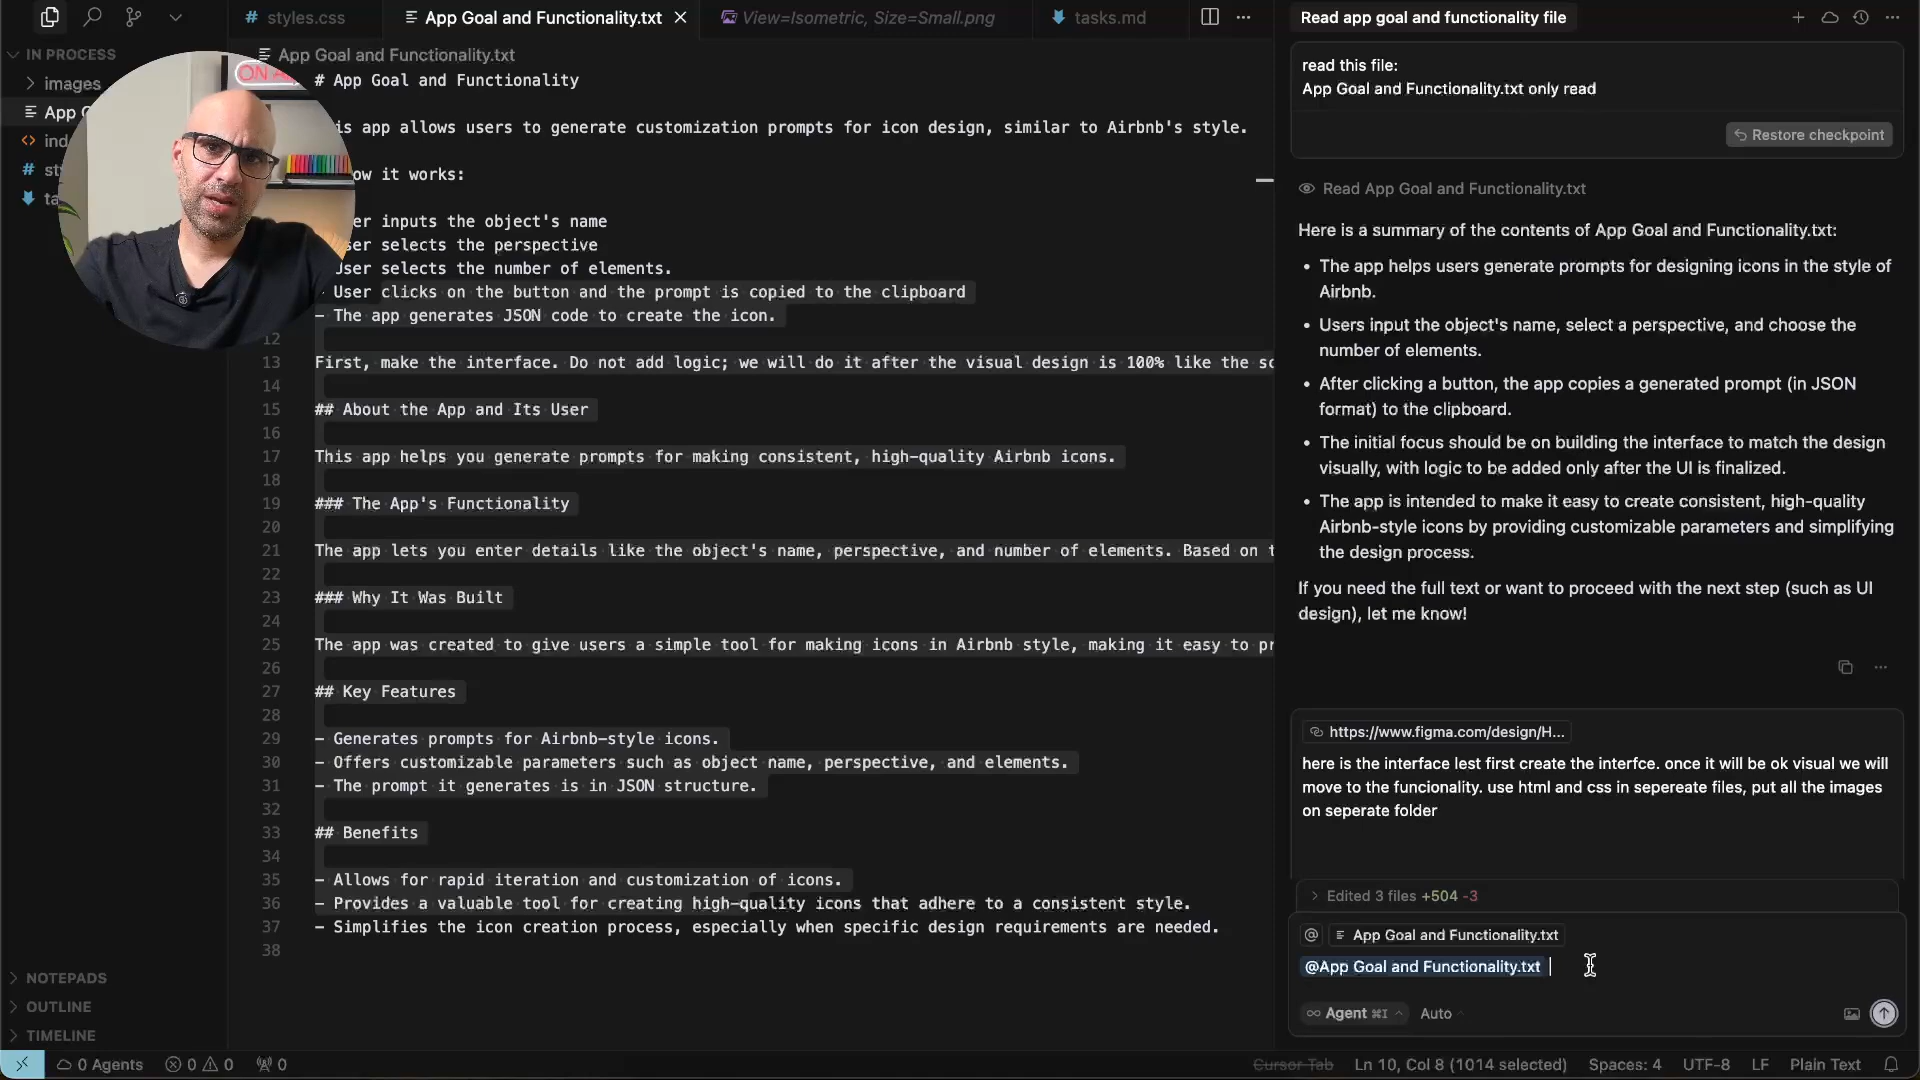 styles.css
App Goal and Functionality.txt
View=Isometric, Size=Small.png
tasks.md
IN PROCESS
images
App G
ind
st
ta
App Goal and Functionality.txt
ON A
# App Goal and Functionality
is app allows users to generate customization prompts for icon design, similar to Airbnb's style.
ow it works:
er inputs the object's name
ser selects the perspective
User selects the number of elements.
- User clicks on the button and the prompt is copied to the clipboard
- The app generates JSON code to create the icon.
12
13 First, make the interface. Do not add logic; we will do it after the visual design is 100% like the sc
14
15 ## About the App and Its User
16
17 This app helps you generate prompts for making consistent, high-quality Airbnb icons.
18
19 ### The App's Functionality
20
21 The app lets you enter details like the object's name, perspective, and number of elements. Based on t
22
23 ### Why It Was Built
24
25 The app was created to give users a simple tool for making icons in Airbnb style, making it easy to pr
26
27 ## Key Features
28
29 - Generates prompts for Airbnb-style icons.
30 - Offers customizable parameters such as object name, perspective, and elements.
31 - The prompt it generates is in JSON structure.
32
33 ## Benefits
34
35 - Allows for rapid iteration and customization of icons.
36 - Provides a valuable tool for creating high-quality icons that adhere to a consistent style.
37 - Simplifies the icon creation process, especially when specific design requirements are needed.
38
NOTEPADS
OUTLINE
TIMELINE
Read app goal and functionality file
read this file:
App Goal and Functionality.txt only read
Restore checkpoint
Read App Goal and Functionality.txt
Here is a summary of the contents of App Goal and Functionality.txt:
• The app helps users generate prompts for designing icons in the style of
Airbnb.
• Users input the object's name, select a perspective, and choose the
number of elements.
• After clicking a button, the app copies a generated prompt (in JSON
format) to the clipboard.
• The initial focus should be on building the interface to match the design
visually, with logic to be added only after the UI is finalized.
• The app is intended to make it easy to create consistent, high-quality
Airbnb-style icons by providing customizable parameters and simplifying
the design process.
If you need the full text or want to proceed with the next step (such as UI
design), let me know!
https://www.figma.com/design/H...
here is the interface lest first create the interfce. once it will be ok visual we will
move to the funcionality. use html and css in sepereate files, put all the images
on seperate folder
Edited 3 files +504 -3
@ App Goal and Functionality.txt
@App Goal and Functionality.txt
Agent ⌘I Auto
0 Agents 0 0 0
Cursor Tab Ln 10, Col 8 (1014 selected) Spaces: 4 UTF-8 LF Plain Text